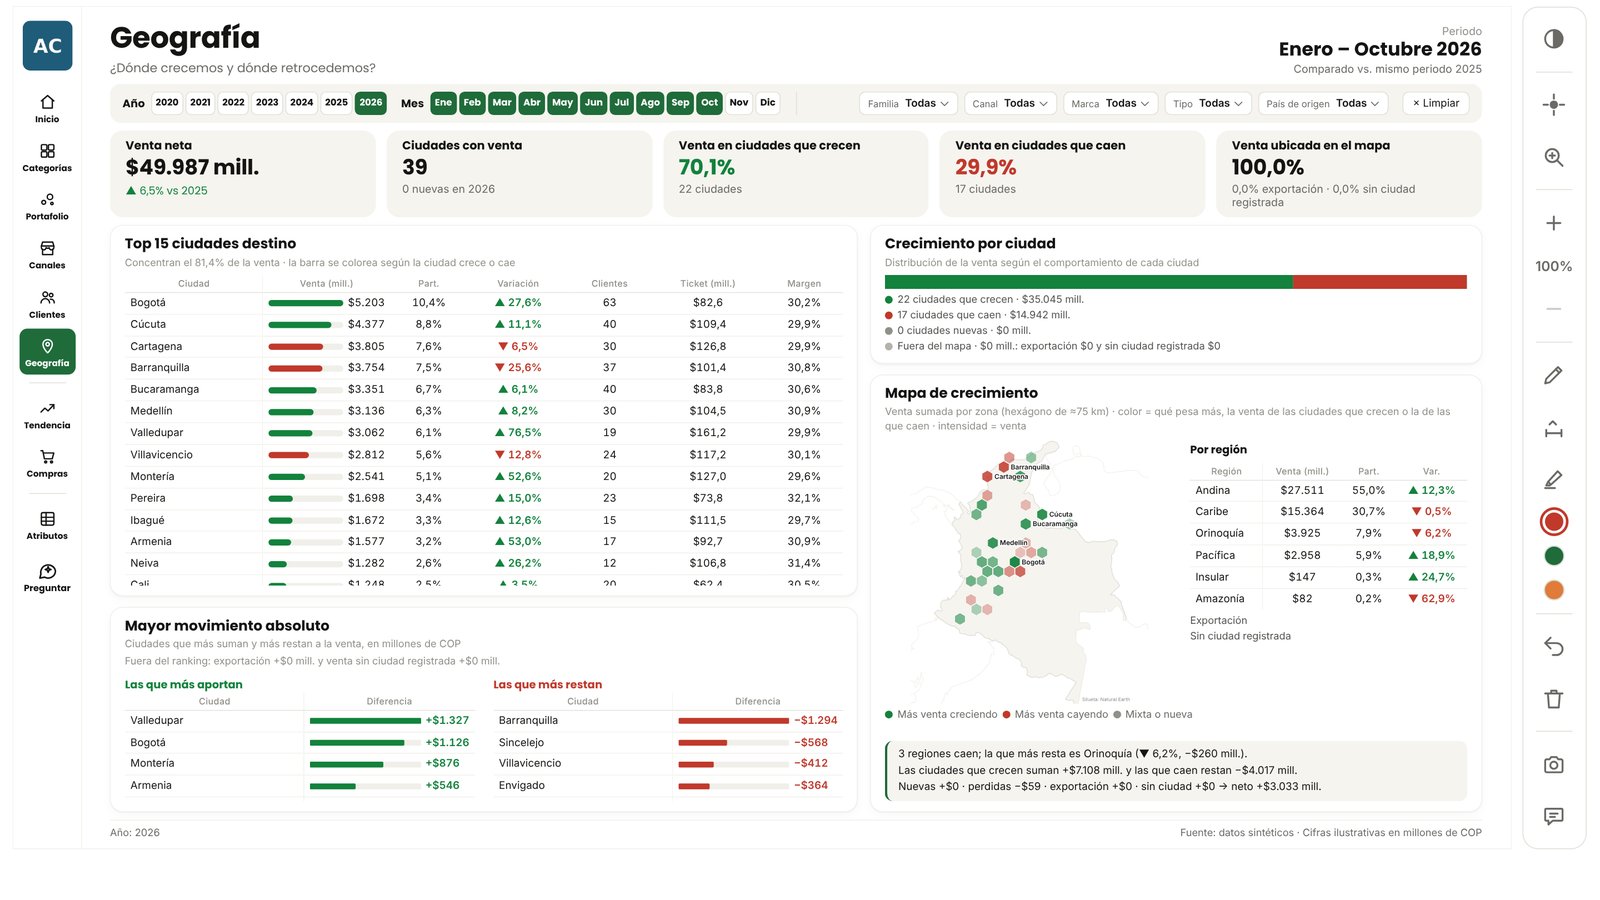 AC
Inicio
Categorías
Portafolio
Canales
Clientes
Geografía
Tendencia
Compras
Atributos
Preguntar
Geografía
¿Dónde crecemos y dónde retrocedemos?
Periodo
Enero – Octubre 2026
Comparado vs. mismo periodo 2025
Año 2020 2021 2022 2023 2024 2025 2026 Mes Ene Feb Mar Abr May Jun Jul Ago Sep Oct Nov Dic Familia Todas Canal Todas Marca Todas Tipo Todas País de origen Todas × Limpiar
Venta neta
$49.987 mill.
▲ 6,5% vs 2025
Ciudades con venta
39
0 nuevas en 2026
Venta en ciudades que crecen
70,1%
22 ciudades
Venta en ciudades que caen
29,9%
17 ciudades
Venta ubicada en el mapa
100,0%
0,0% exportación · 0,0% sin ciudad
registrada
Top 15 ciudades destino
Concentran el 81,4% de la venta · la barra se colorea según la ciudad crece o cae
Ciudad Venta (mill.) Part. Variación Clientes Ticket (mill.) Margen
Bogotá $5.203 10,4% ▲ 27,6% 63 $82,6 30,2%
Cúcuta $4.377 8,8% ▲ 11,1% 40 $109,4 29,9%
Cartagena $3.805 7,6% ▼ 6,5% 30 $126,8 29,9%
Barranquilla $3.754 7,5% ▼ 25,6% 37 $101,4 30,8%
Bucaramanga $3.351 6,7% ▲ 6,1% 40 $83,8 30,6%
Medellín $3.136 6,3% ▲ 8,2% 30 $104,5 30,9%
Valledupar $3.062 6,1% ▲ 76,5% 19 $161,2 29,9%
Villavicencio $2.812 5,6% ▼ 12,8% 24 $117,2 30,1%
Montería $2.541 5,1% ▲ 52,6% 20 $127,0 29,6%
Pereira $1.698 3,4% ▲ 15,0% 23 $73,8 32,1%
Ibagué $1.672 3,3% ▲ 12,6% 15 $111,5 29,7%
Armenia $1.577 3,2% ▲ 53,0% 17 $92,7 30,9%
Neiva $1.282 2,6% ▲ 26,2% 12 $106,8 31,4%
Cali $1.248 2,5% ▲ 3,5% 20 $62,4 30,5%
Mayor movimiento absoluto
Ciudades que más suman y más restan a la venta, en millones de COP
Fuera del ranking: exportación +$0 mill. y venta sin ciudad registrada +$0 mill.
Las que más aportan
Ciudad Diferencia
Valledupar +$1.327
Bogotá +$1.126
Montería +$876
Armenia +$546
Las que más restan
Ciudad Diferencia
Barranquilla −$1.294
Sincelejo −$568
Villavicencio −$412
Envigado −$364
Crecimiento por ciudad
Distribución de la venta según el comportamiento de cada ciudad
22 ciudades que crecen · $35.045 mill.
17 ciudades que caen · $14.942 mill.
0 ciudades nuevas · $0 mill.
Fuera del mapa · $0 mill.: exportación $0 y sin ciudad registrada $0
Mapa de crecimiento
Venta sumada por zona (hexágono de ≈75 km) · color = qué pesa más, la venta de las ciudades que crecen o la de las
que caen · intensidad = venta
Barranquilla
Cartagena
Cúcuta
Bucaramanga
Medellín
Bogotá
Silueta: Natural Earth
Por región
Región Venta (mill.) Part. Var.
Andina $27.511 55,0% ▲ 12,3%
Caribe $15.364 30,7% ▼ 0,5%
Orinoquía $3.925 7,9% ▼ 6,2%
Pacífica $2.958 5,9% ▲ 18,9%
Insular $147 0,3% ▲ 24,7%
Amazonía $82 0,2% ▼ 62,9%
Exportación
Sin ciudad registrada
Más venta creciendo Más venta cayendo Mixta o nueva
3 regiones caen; la que más resta es Orinoquía (▼ 6,2%, −$260 mill.).
Las ciudades que crecen suman +$7.108 mill. y las que caen restan −$4.017 mill.
Nuevas +$0 · perdidas −$59 · exportación +$0 · sin ciudad +$0 → neto +$3.033 mill.
Año: 2026
Fuente: datos sintéticos · Cifras ilustrativas en millones de COP
100%